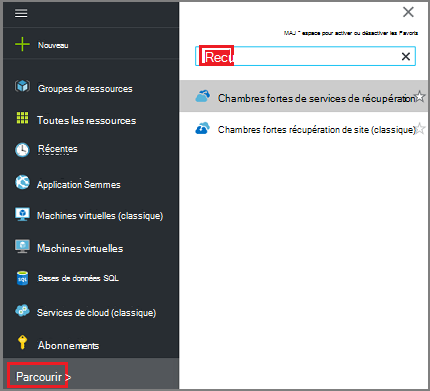 Nouveau
Groupes de ressources
Toutes les ressources
Récentes
Application Semmes
Machines virtuelles (classique)
Machines virtuelles
Bases de données SQL
Services de cloud (classique)
Abonnements
Parcourir >
MAJ " espace pour activer ou désactiver les Favoris
Recu
Chambres fortes de services de récupération
Chambres fortes récupération de site (classique)